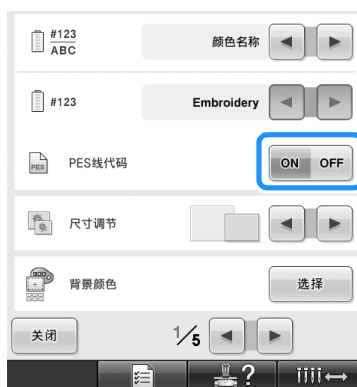 #123
ABC
颜色名称
#123
Embroidery
PES
PES线代码
ON OFF
尺寸调节
背景颜色
选择
关闭
1/5
?